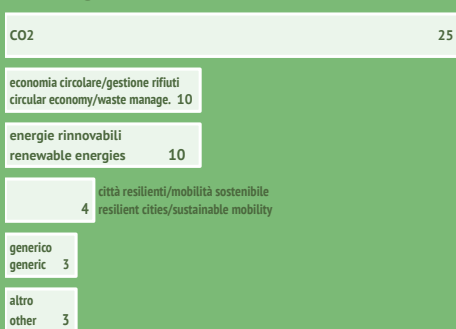 CO2 25
economia circolare/gestione rifiuti
circular economy/waste manage. 10
energie rinnovabili
renewable energies 10
città resilienti/mobilità sostenibile
4 resilient cities/sustainable mobility
generico
generic 3
altro
other 3